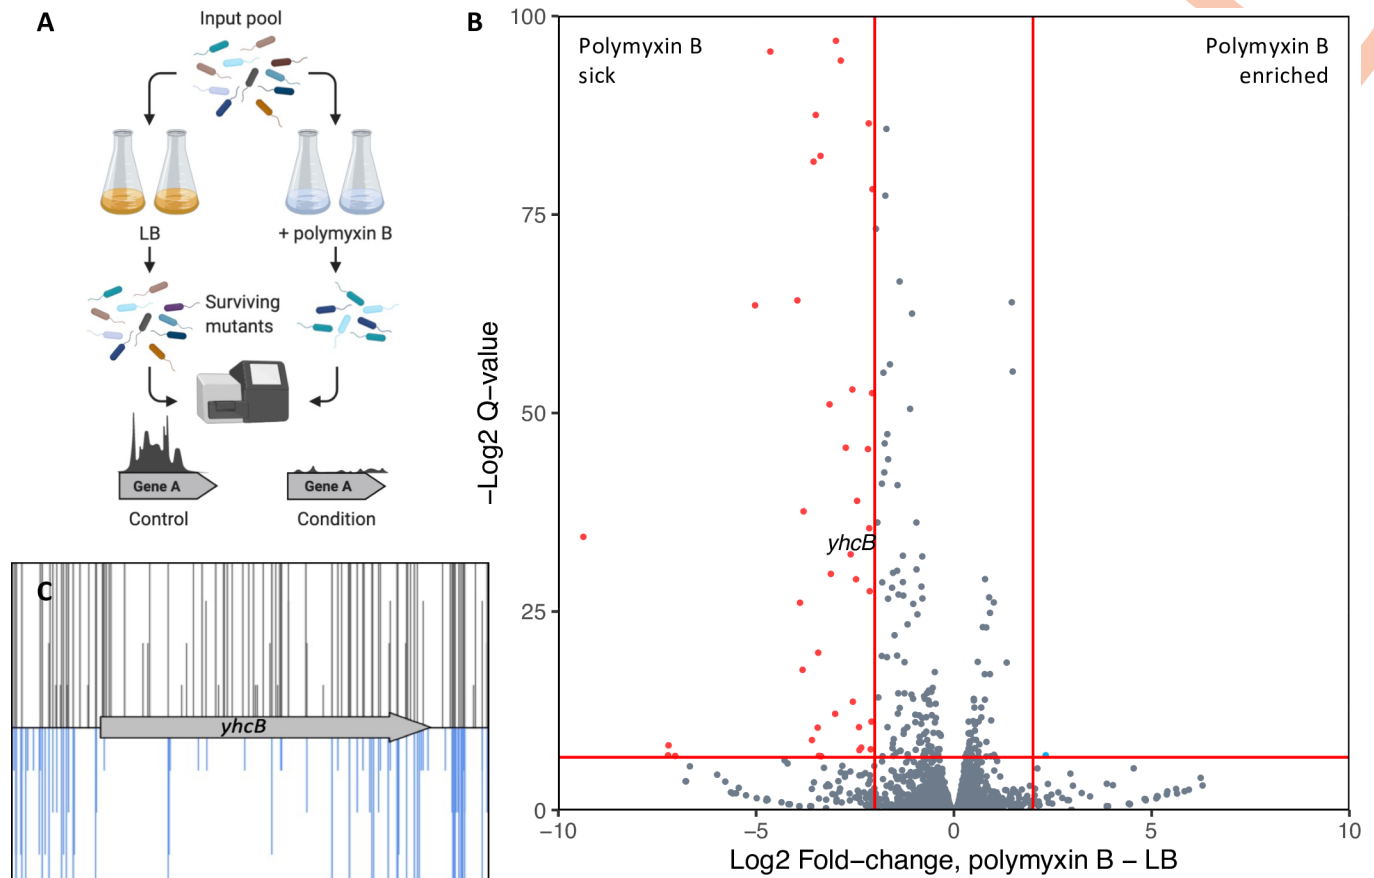 A
Input pool
LB
+ polymyxin B
Surviving
mutants
Gene A
Gene A
Control
Condition
B
100
75
50
25
0
−Log2 Q−value
Polymyxin B
sick
Polymyxin B
enriched
yhcB
−10
−5
0
5
10
Log2 Fold−change, polymyxin B − LB
C
yhcB